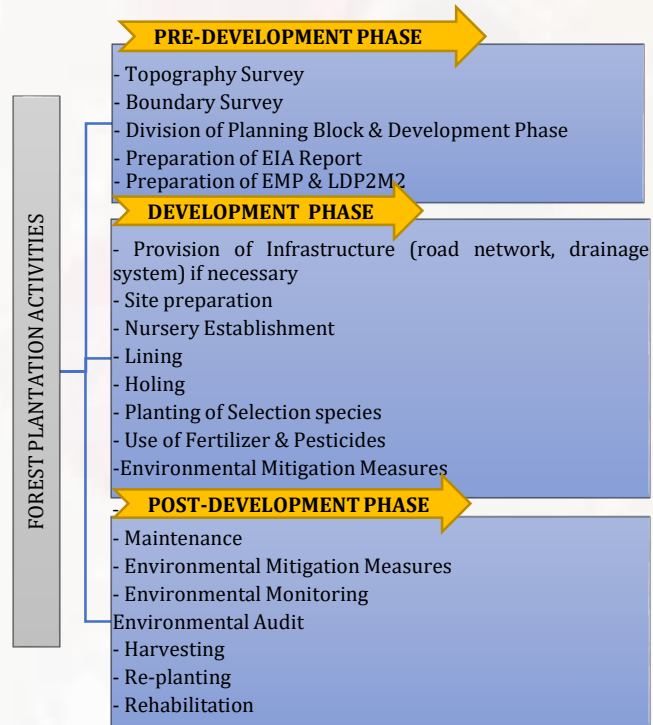 FOREST PLANTATION ACTIVITIES
PRE-DEVELOPMENT PHASE
- Topography Survey
- Boundary Survey
- Division of Planning Block & Development Phase
- Preparation of EIA Report
- Preparation of EMP & LDP2M2
DEVELOPMENT PHASE
- Provision of Infrastructure (road network, drainage
system) if necessary
- Site preparation
- Nursery Establishment
- Lining
- Holing
- Planting of Selection species
- Use of Fertilizer & Pesticides
-Environmental Mitigation Measures
-
POST-DEVELOPMENT PHASE
- Maintenance
- Environmental Mitigation Measures
- Environmental Monitoring
Environmental Audit
- Harvesting
- Re-planting
- Rehabilitation